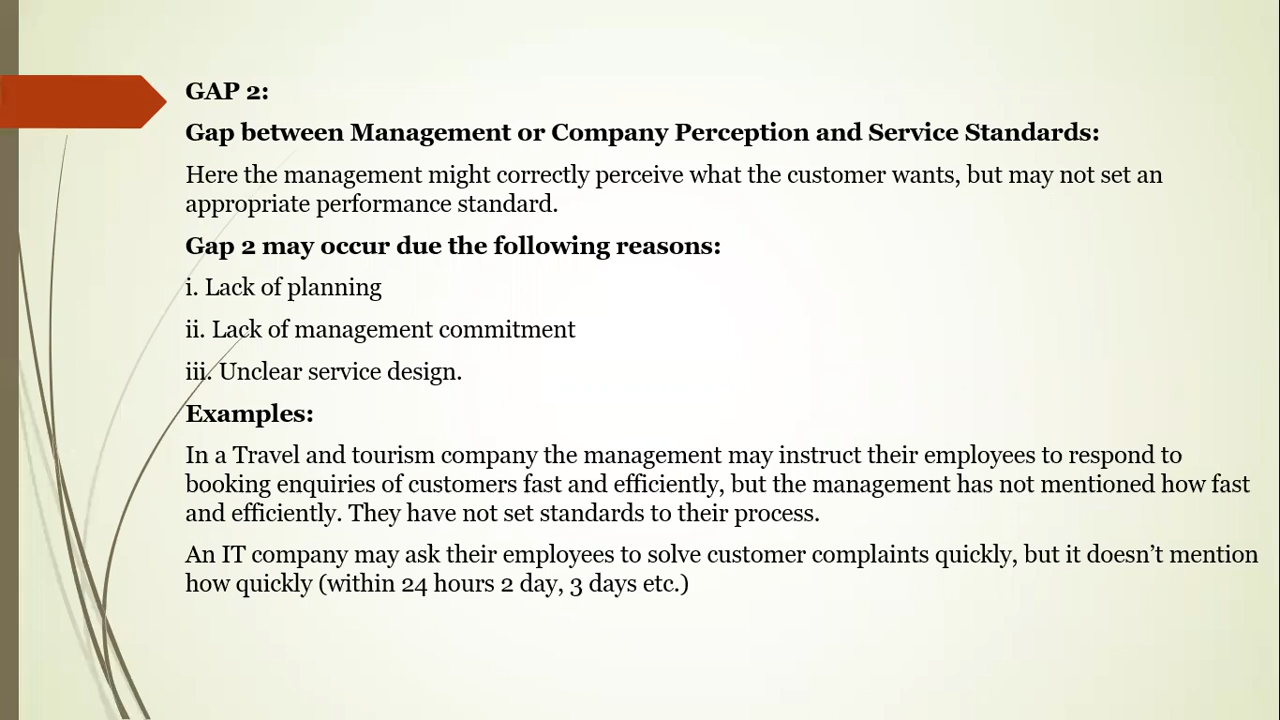 GAP 2:
Gap between Management or Company Perception and Service Standards:
Here the management might correctly perceive what the customer wants, but may not set an
appropriate performance standard.
Gap 2 may occur due the following reasons:
i. Lack of planning
ii. Lack of management commitment
iii. Unclear service design.
Examples:
In a Travel and tourism company the management may instruct their employees to respond to
booking enquiries of customers fast and efficiently, but the management has not mentioned how fast
and efficiently. They have not set standards to their process.
An IT company may ask their employees to solve customer complaints quickly, but it doesn’t mention
how quickly (within 24 hours 2 day, 3 days etc.)